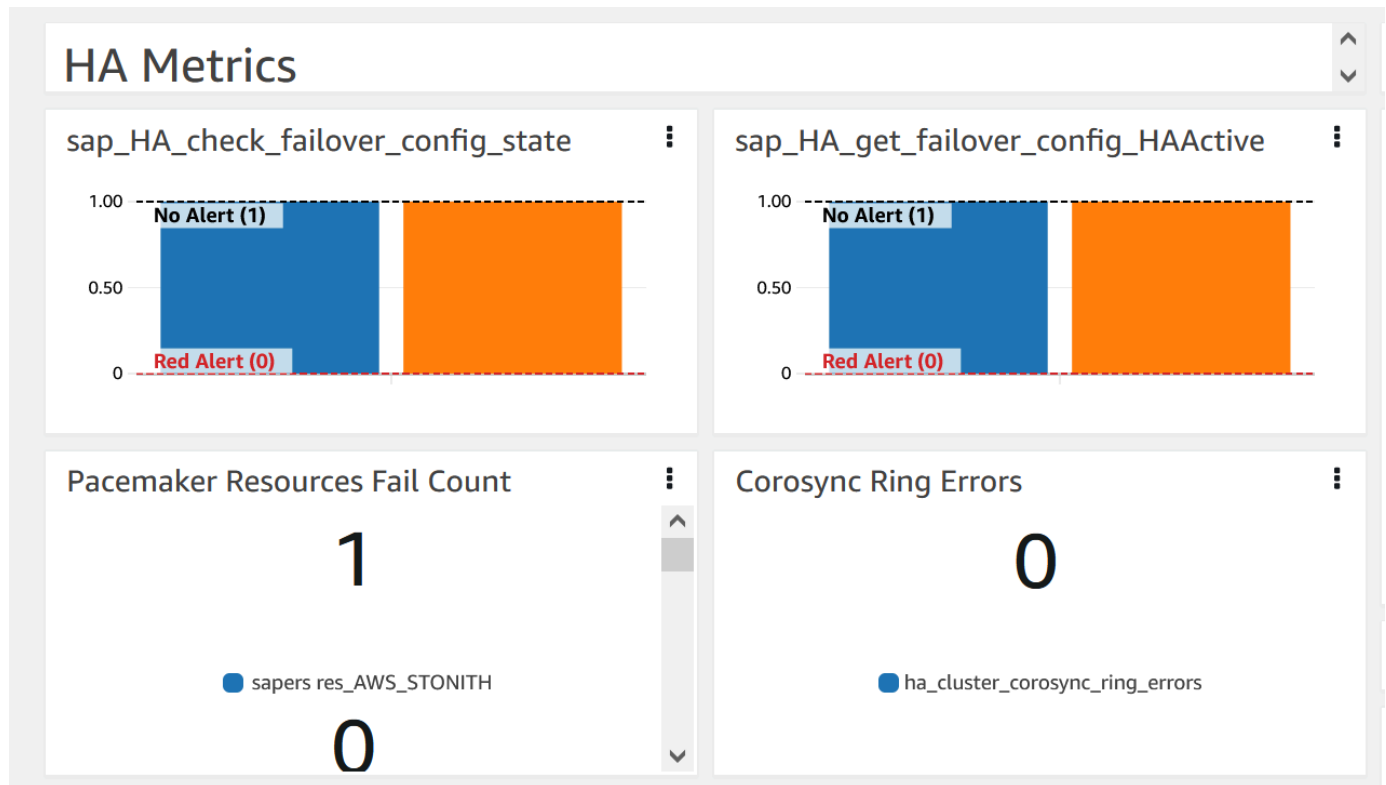 HA Metrics
sap_HA_check_failover_config_state
1.00
No Alert (1)
0.50
Red Alert (0)
0
sap_HA_get_failover_config_HAActive
1.00
No Alert (1)
0.50
Red Alert (0)
0
Pacemaker Resources Fail Count
1
sapers res_AWS_STONITH
0
Corosync Ring Errors
0
ha_cluster_corosync_ring_errors